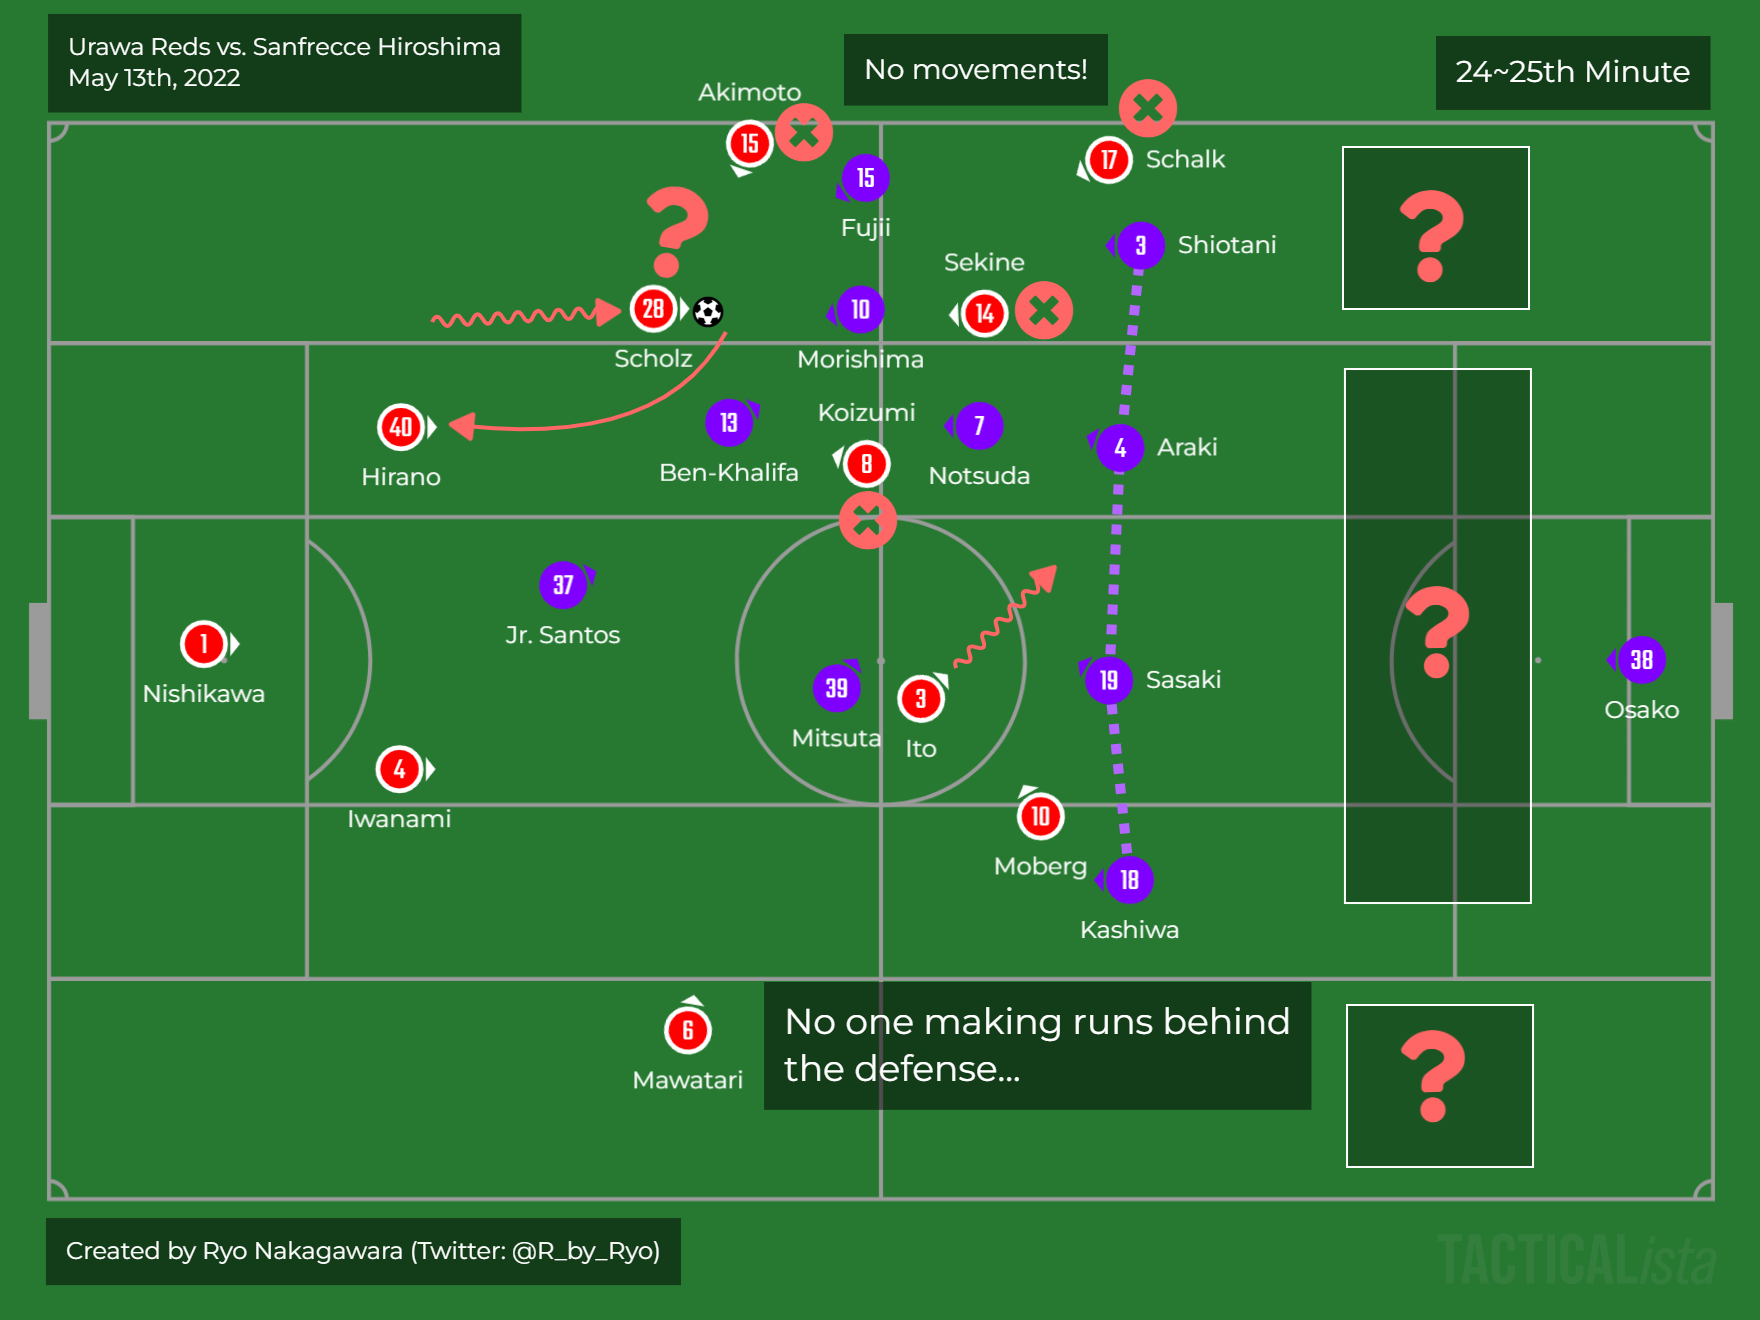 Urawa Reds vs. Sanfrecce Hiroshima
May 13th, 2022
No movements!
24~25th Minute
Akimoto
15
17
Schalk
15
Fujii
3
Shiotani
Sekine
28
10
14
Scholz
Morishima
40
Hirano
13
Ben-Khalifa
Koizumi
8
7
Notsuda
4
Araki
37
Jr. Santos
1
Nishikawa
39
Mitsuta
3
Ito
19
Sasaki
38
Osako
4
Iwanami
10
Moberg
18
Kashiwa
6
Mawatari
No one making runs behind
the defense...
Created by Ryo Nakagawara (Twitter: @R_by_Ryo)
TACTICALista